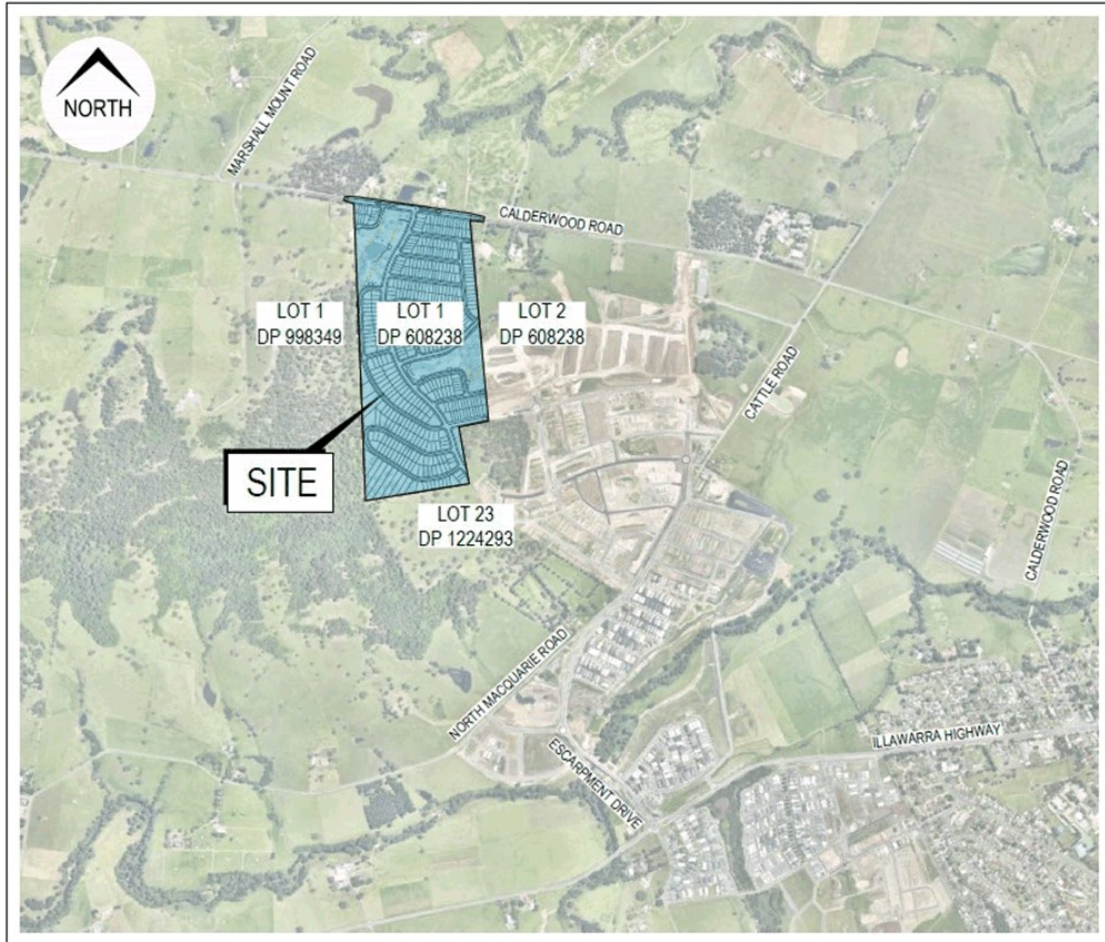 NORTH
MARSHALL MOUNT ROAD
CALDERWOOD ROAD
LOT 1
DP 998349
LOT 1
DP 608238
LOT 2
DP 608238
CATTLE ROAD
SITE
LOT 23
DP 1224293
CALDERWOOD ROAD
NORTH MACQUARIE ROAD
ILLAWARRA HIGHWAY
ESCARPMENT DRIVE